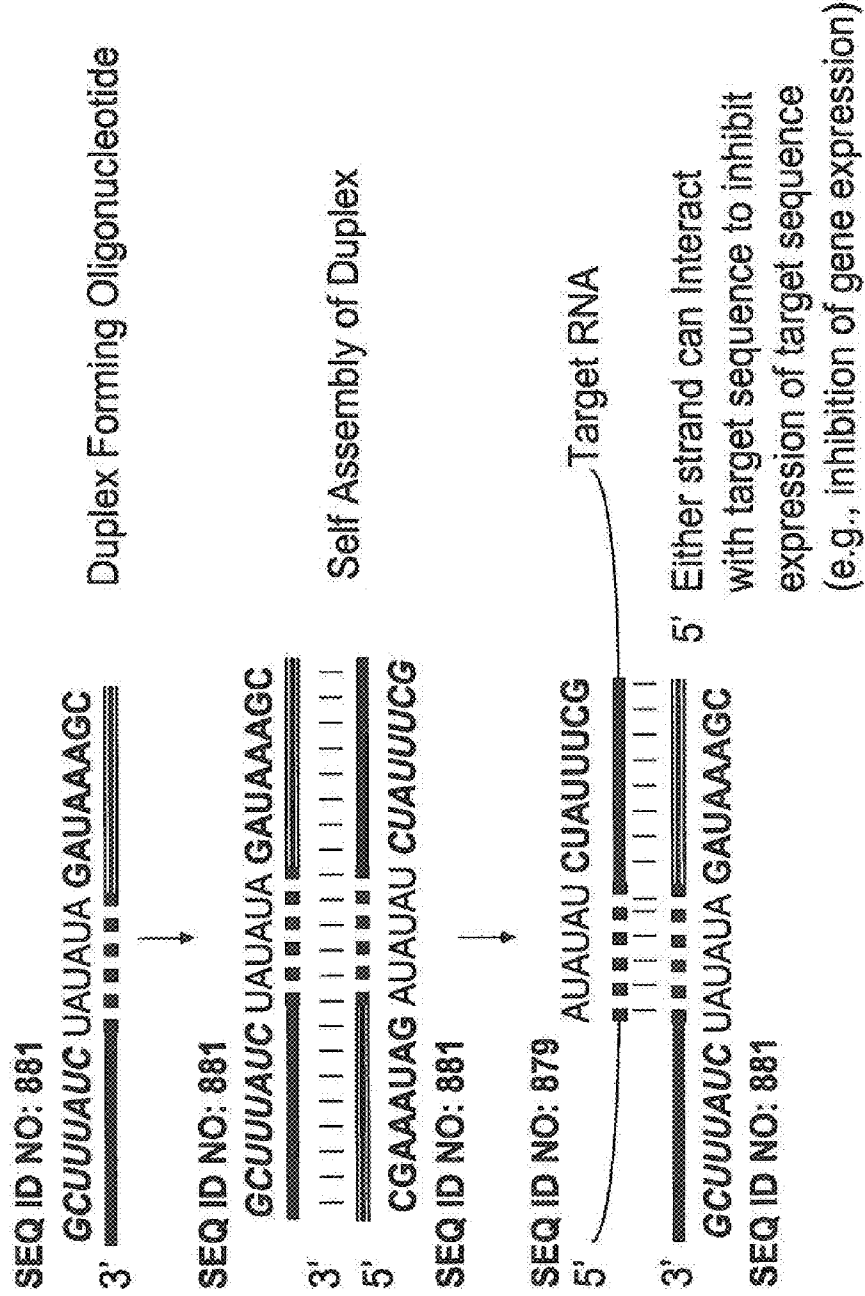 SEQ ID NO: 881
GCUUUAUC UAUAUA GAUAAAGC
3'
Duplex Forming Oligonucleotide
SEQ ID NO: 881
GCUUUAUC UAUAUA GAUAAAGC
3'
5'
Self Assembly of Duplex
CGAAAUAG AUAUAU CUAUUUCG
SEQ ID NO: 881
SEQ ID NO: 879
AUAUAU CUAUUUCG
5'
Target RNA
3'
5'
GCUUUAUC UAUAUA GAUAAAGC
SEQ ID NO: 881
Either strand can Interact
with target sequence to inhibit
expression of target sequence
(e.g., inhibition of gene expression)